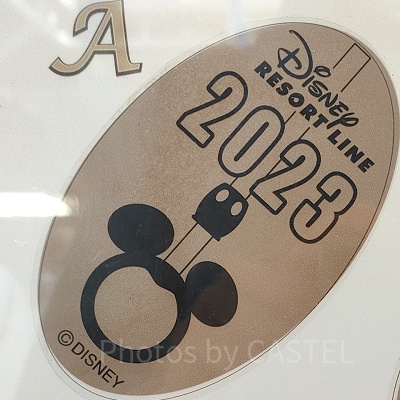 A
DISNEY
RESORT LINE
2023
© DISNEY
Photos by CASTEL